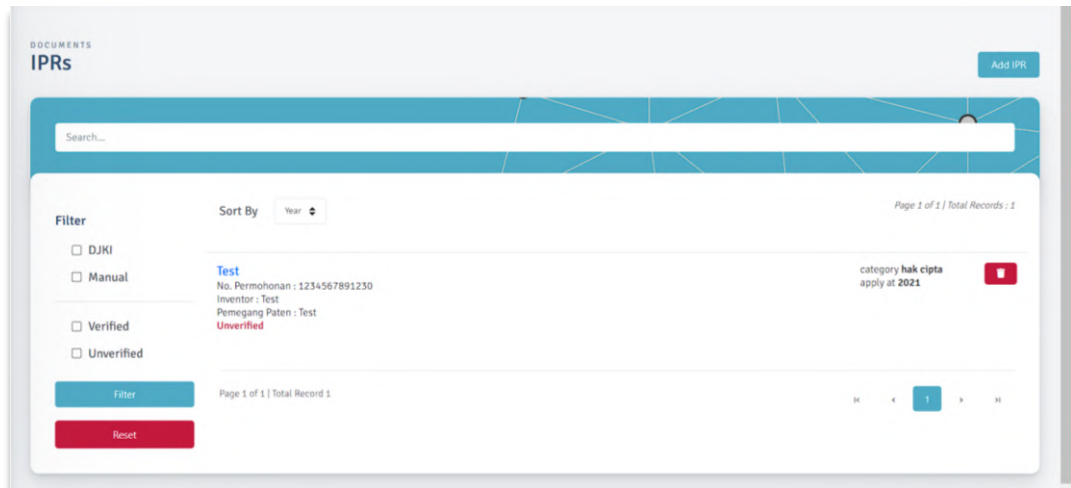 DOCUMENTS
IPRs
Add IPR
Search...
Filter
DJKI
Manual
Verified
Unverified
Filter
Reset
Sort By Year
Page 1 of 1 | Total Records : 1
Test
No. Permohonan : 1234567891230
Inventor : Test
Pemegang Paten : Test
Unverified
category hak cipta
apply at 2021
Page 1 of 1 | Total Record 1
1